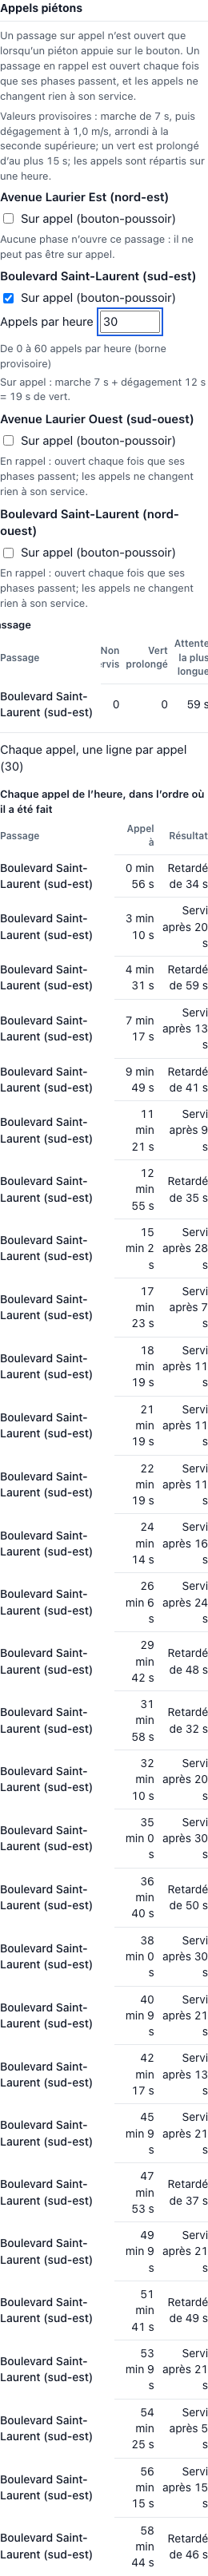 Appels piétons
Un passage sur appel n'est ouvert que
lorsqu'un piéton appuie sur le bouton. Un
passage en rappel est ouvert chaque fois
que ses phases passent, et les appels ne
changent rien à son service.
Valeurs provisoires : marche de 7 s, puis
dégagement à 1,0 m/s, arrondi à la
seconde supérieure; un vert est prolongé
d'au plus 15 s; les appels sont répartis sur
une heure.
Avenue Laurier Est (nord-est)
Sur appel (bouton-poussoir)
Aucune phase n'ouvre ce passage : il ne
peut pas être sur appel.
Boulevard Saint-Laurent (sud-est)
Sur appel (bouton-poussoir)
Appels par heure 30
De 0 à 60 appels par heure (borne
provisoire)
Sur appel : marche 7 s + dégagement 12 s
= 19 s de vert.
Avenue Laurier Ouest (sud-ouest)
Sur appel (bouton-poussoir)
En rappel : ouvert chaque fois que ses
phases passent; les appels ne changent
rien à son service.
Boulevard Saint-Laurent (nord-
ouest)
Sur appel (bouton-poussoir)
En rappel : ouvert chaque fois que ses
phases passent; les appels ne changent
rien à son service.
assage
Passage
Non
rvis
Vert
prolongé
Attente
la plus
longue
Boulevard Saint-
Laurent (sud-est)
0 0 59 s
Chaque appel, une ligne par appel
(30)
Chaque appel de l'heure, dans l'ordre où
il a été fait
Passage
Appel
à
Résultat
Boulevard Saint-
Laurent (sud-est)
0 min
56 s
Retardé
de 34 s
Boulevard Saint-
Laurent (sud-est)
3 min
10 s
Servi
après 20
s
Boulevard Saint-
Laurent (sud-est)
4 min
31 s
Retardé
de 59 s
Boulevard Saint-
Laurent (sud-est)
7 min
17 s
Servi
après 13
s
Boulevard Saint-
Laurent (sud-est)
9 min
49 s
Retardé
de 41 s
Boulevard Saint-
Laurent (sud-est)
11
min
21 s
Servi
après 9
s
Boulevard Saint-
Laurent (sud-est)
12
min
55 s
Retardé
de 35 s
Boulevard Saint-
Laurent (sud-est)
15
min 2
s
Servi
après 28
s
Boulevard Saint-
Laurent (sud-est)
17
min
23 s
Servi
après 7
s
Boulevard Saint-
Laurent (sud-est)
18
min
19 s
Servi
après 11
s
Boulevard Saint-
Laurent (sud-est)
21
min
19 s
Servi
après 11
s
Boulevard Saint-
Laurent (sud-est)
22
min
19 s
Servi
après 11
s
Boulevard Saint-
Laurent (sud-est)
24
min
14 s
Servi
après 16
s
Boulevard Saint-
Laurent (sud-est)
26
min 6
s
Servi
après 24
s
Boulevard Saint-
Laurent (sud-est)
29
min
42 s
Retardé
de 48 s
Boulevard Saint-
Laurent (sud-est)
31
min
58 s
Retardé
de 32 s
Boulevard Saint-
Laurent (sud-est)
32
min
10 s
Servi
après 20
s
Boulevard Saint-
Laurent (sud-est)
35
min 0
s
Servi
après 30
s
Boulevard Saint-
Laurent (sud-est)
36
min
40 s
Retardé
de 50 s
Boulevard Saint-
Laurent (sud-est)
38
min 0
s
Servi
après 30
s
Boulevard Saint-
Laurent (sud-est)
40
min 9
s
Servi
après 21
s
Boulevard Saint-
Laurent (sud-est)
42
min
17 s
Servi
après 13
s
Boulevard Saint-
Laurent (sud-est)
45
min 9
s
Servi
après 21
s
Boulevard Saint-
Laurent (sud-est)
47
min
53 s
Retardé
de 37 s
Boulevard Saint-
Laurent (sud-est)
49
min 9
s
Servi
après 21
s
Boulevard Saint-
Laurent (sud-est)
51
min
41 s
Retardé
de 49 s
Boulevard Saint-
Laurent (sud-est)
53
min 9
s
Servi
après 21
s
Boulevard Saint-
Laurent (sud-est)
54
min
25 s
Servi
après 5
s
Boulevard Saint-
Laurent (sud-est)
56
min
15 s
Servi
après 15
s
Boulevard Saint-
Laurent (sud-est)
58
min
44 s
Retardé
de 46 s